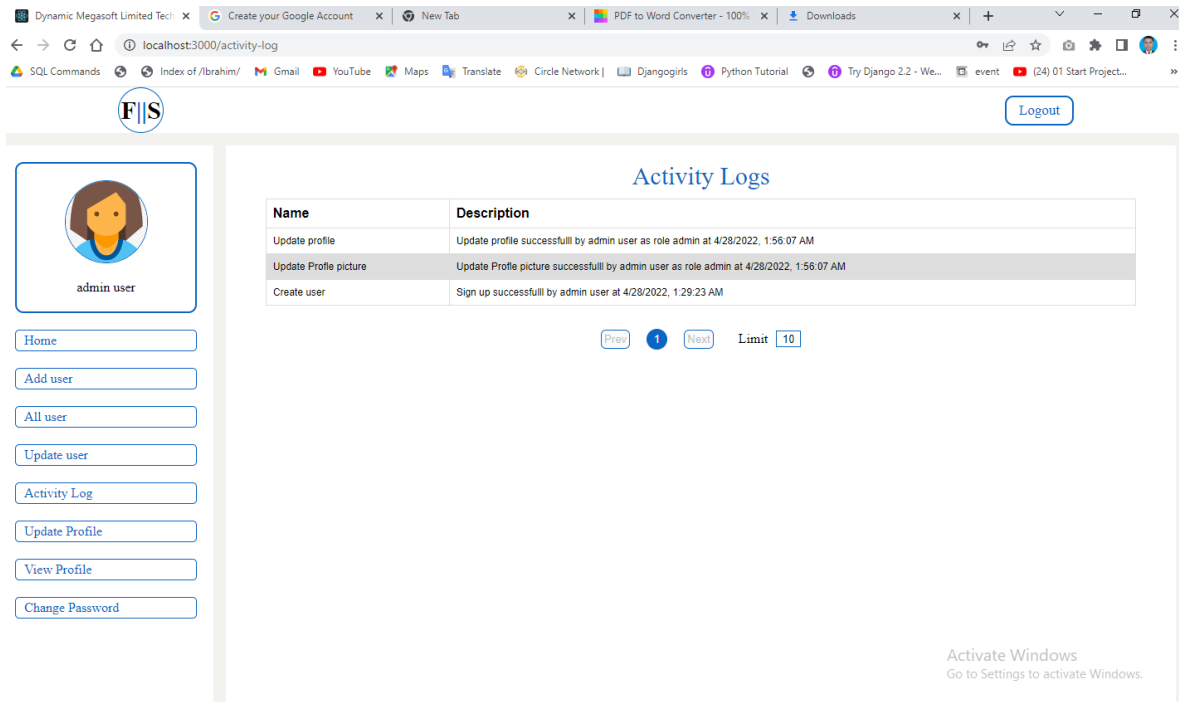 Dynamic Megasoft Limited Tech
Create your Google Account
New Tab
PDF to Word Converter - 100%
Downloads
localhost:3000/activity-log
SQL Commands Index of /Ibrahim/ Gmail YouTube Maps Translate Circle Network | Djangogirls Python Tutorial Try Django 2.2 - We... event (24) 01 Start Project... »
F||S
Logout
admin user
Home
Add user
All user
Update user
Activity Log
Update Profile
View Profile
Change Password
Activity Logs
Name Description
Update profile Update profile successfulll by admin user as role admin at 4/28/2022, 1:56:07 AM
Update Profle picture Update Profle picture successfulll by admin user as role admin at 4/28/2022, 1:56:07 AM
Create user Sign up successfulll by admin user at 4/28/2022, 1:29:23 AM
Prev 1 Next Limit 10
Activate Windows
Go to Settings to activate Windows.